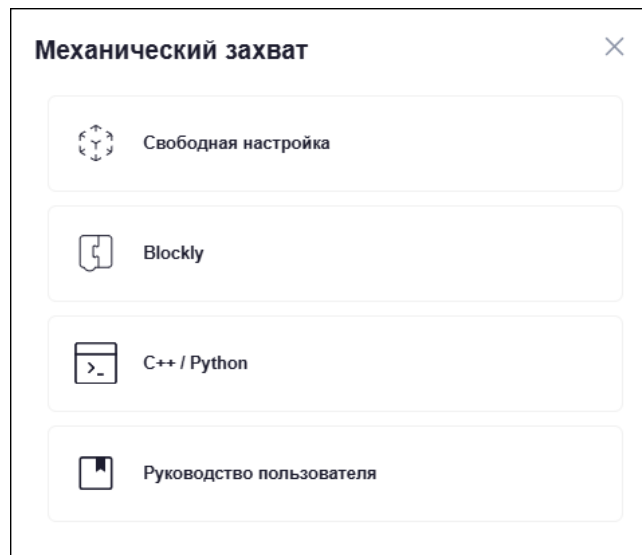 Механический захват
Свободная настройка
Blockly
C++ / Python
Руководство пользователя